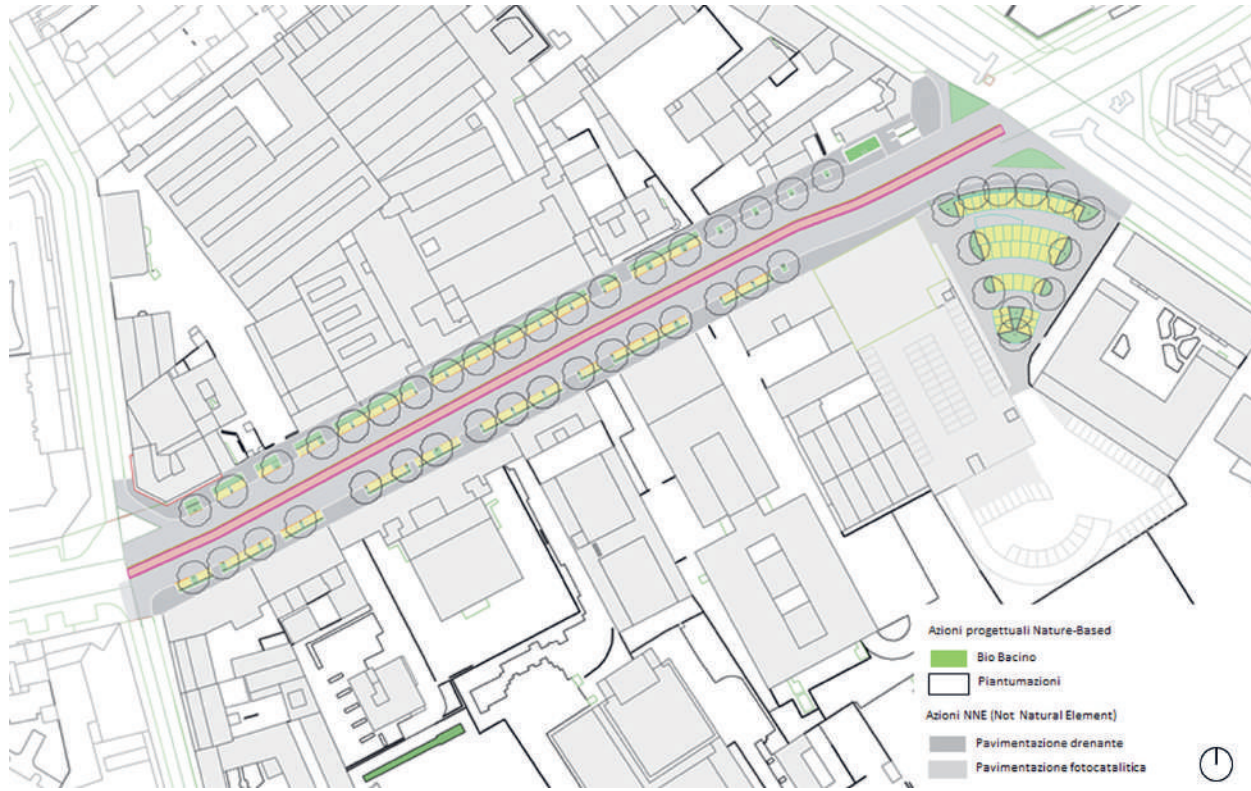 Azioni progettuali Nature-Based
Bio Bacino
Piantumazioni
Azioni NNE (Not Natural Element)
Pavimentazione drenante
Pavimentazione fotocatalitica